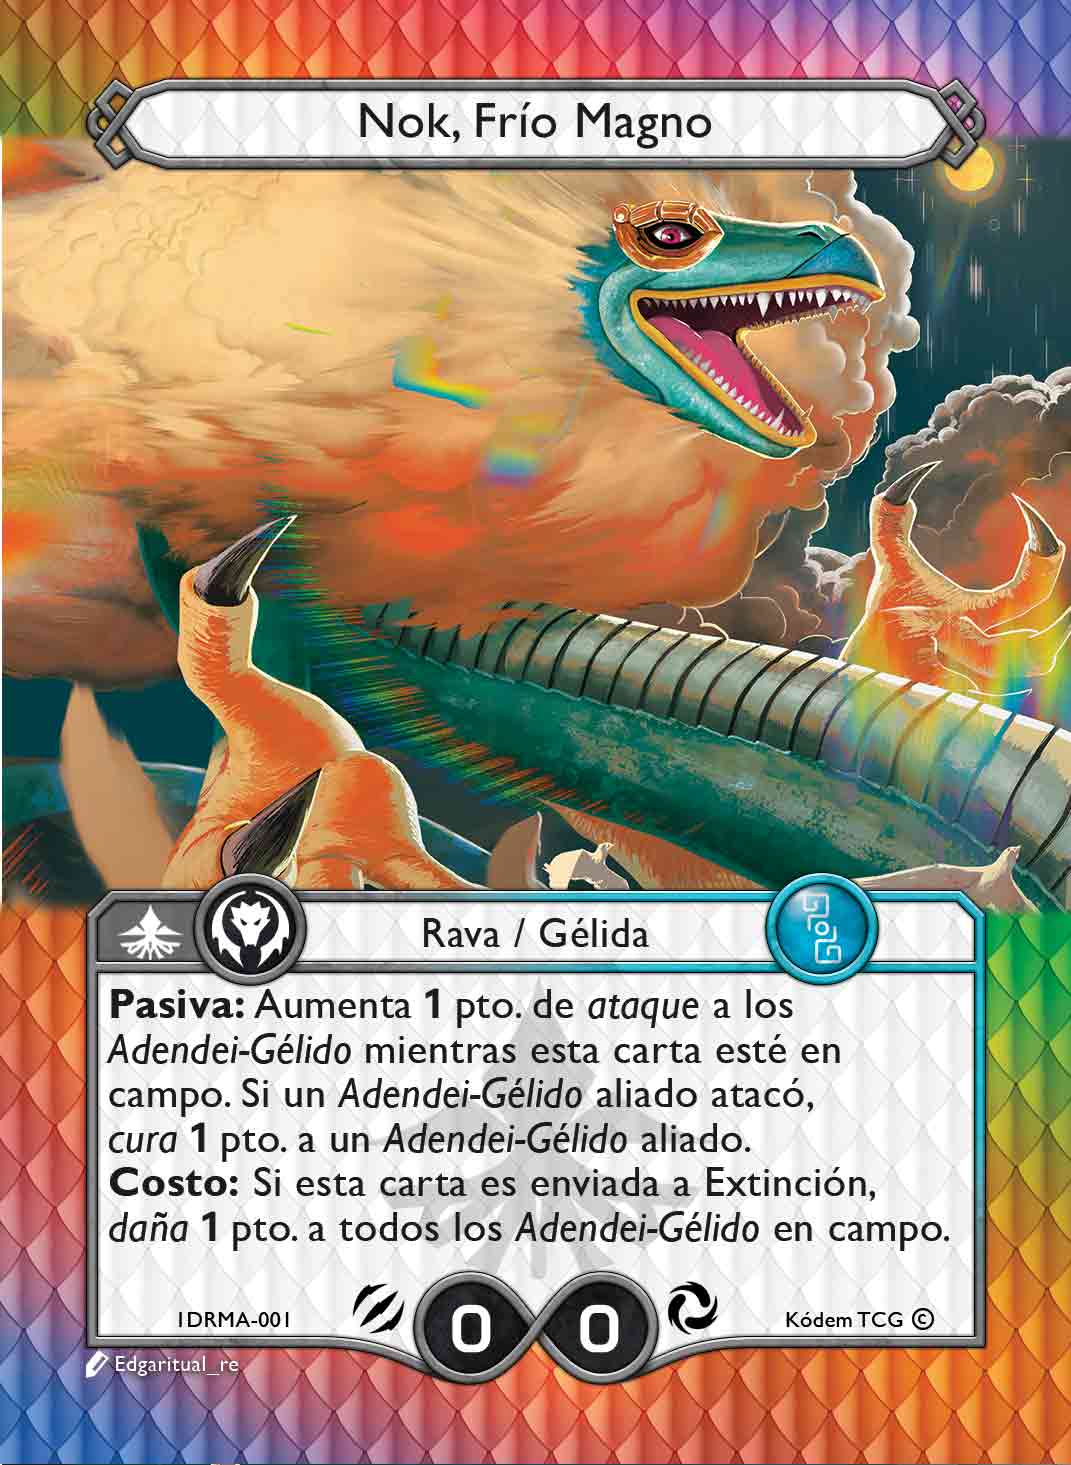 Nok, Frío Magno
Rava / Gélida
Pasiva: Aumenta 1 pto. de ataque a los
Adendei-Gélido mientras esta carta esté en
campo. Si un Adendei-Gélido aliado atacó,
cura 1 pto. a un Adendei-Gélido aliado.
Costo: Si esta carta es enviada a Extinción,
daña 1 pto. a todos los Adendei-Gélido en campo.
1DRMA-001
0 0
Kódem TCG ©
Edgaritual_re